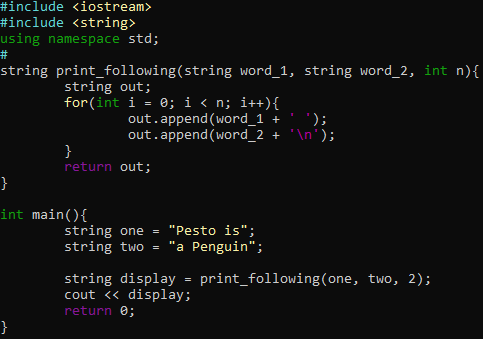 #include <iostream>
#include <string>
using namespace std;
#
string print_following(string word_1, string word_2, int n){
        string out;
        for(int i = 0; i < n; i++){
                out.append(word_1 + ' ');
                out.append(word_2 + '\n');
        }
        return out;
}

int main(){
        string one = "Pesto is";
        string two = "a Penguin";

        string display = print_following(one, two, 2);
        cout << display;
        return 0;
}